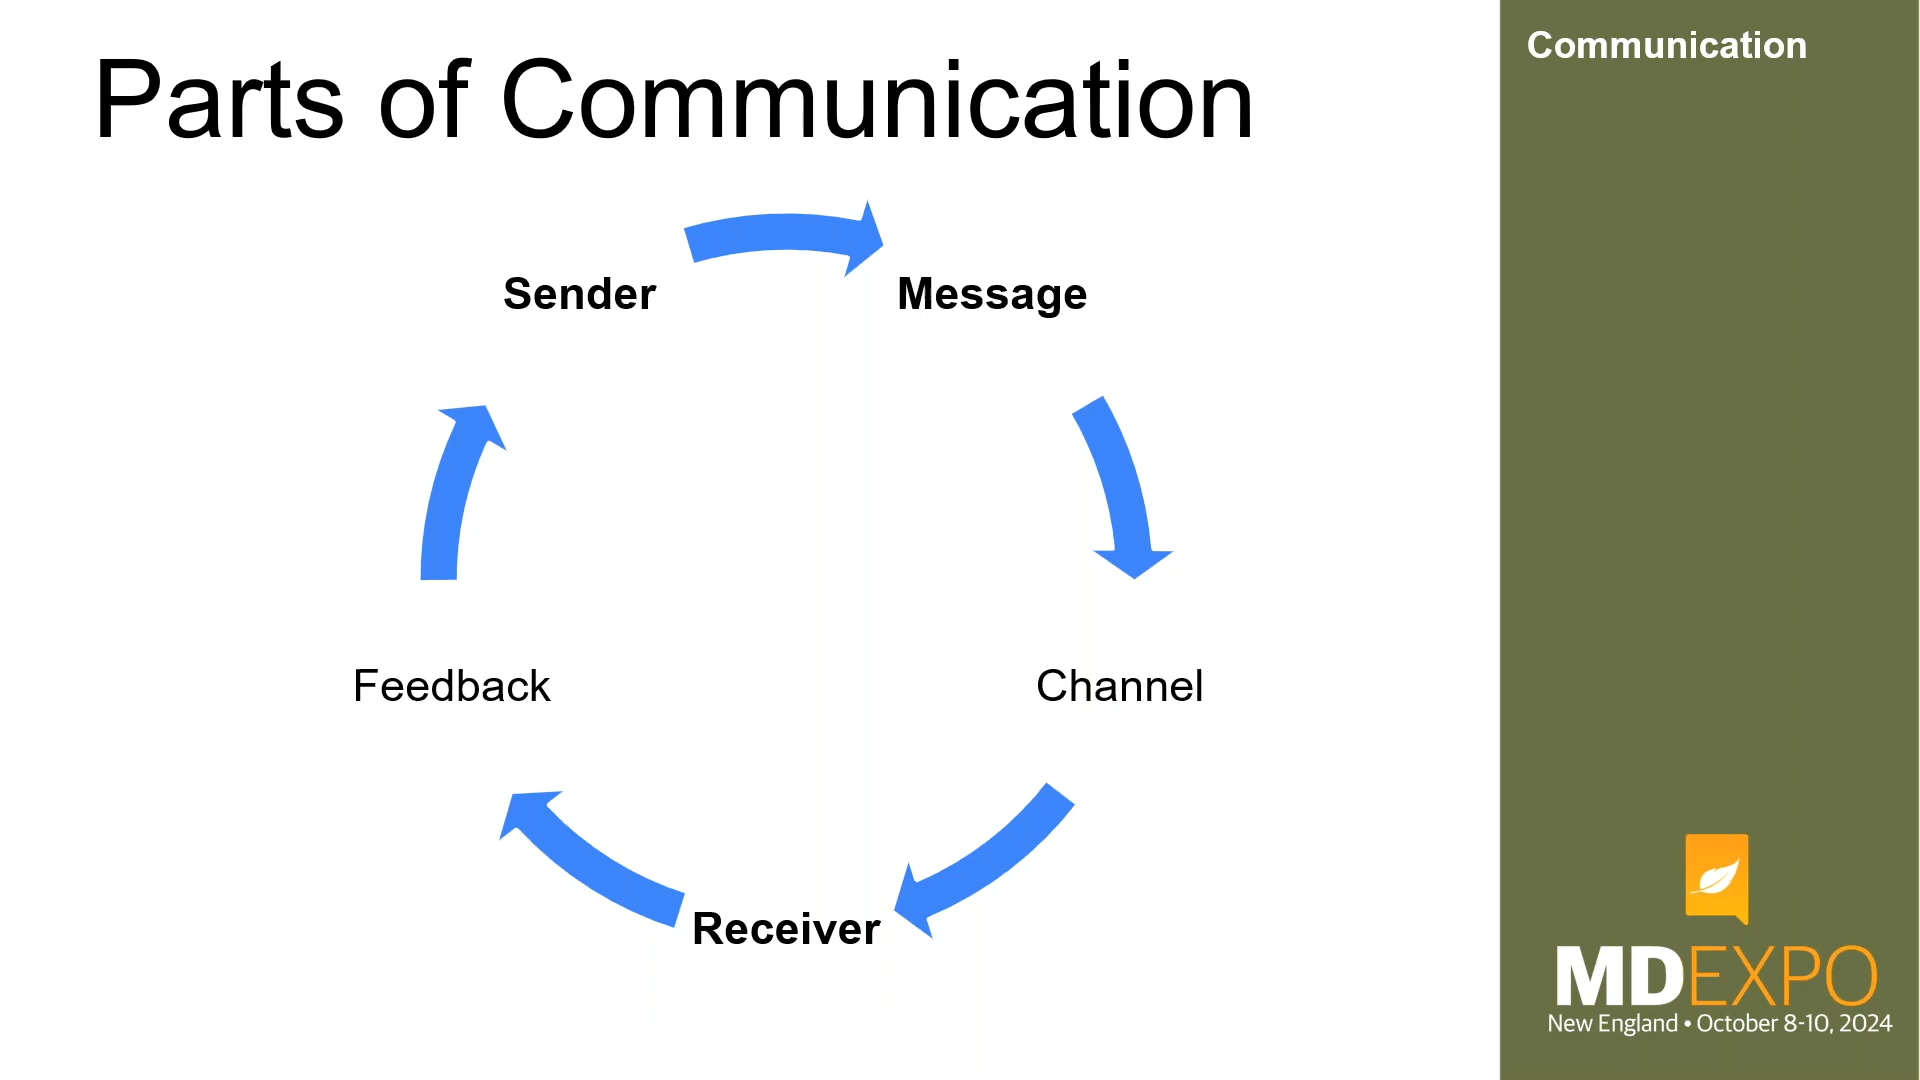 Parts of Communication
Communication
Sender
Message
Feedback
Channel
Receiver
MDEXPO
New England • October 8-10, 2024